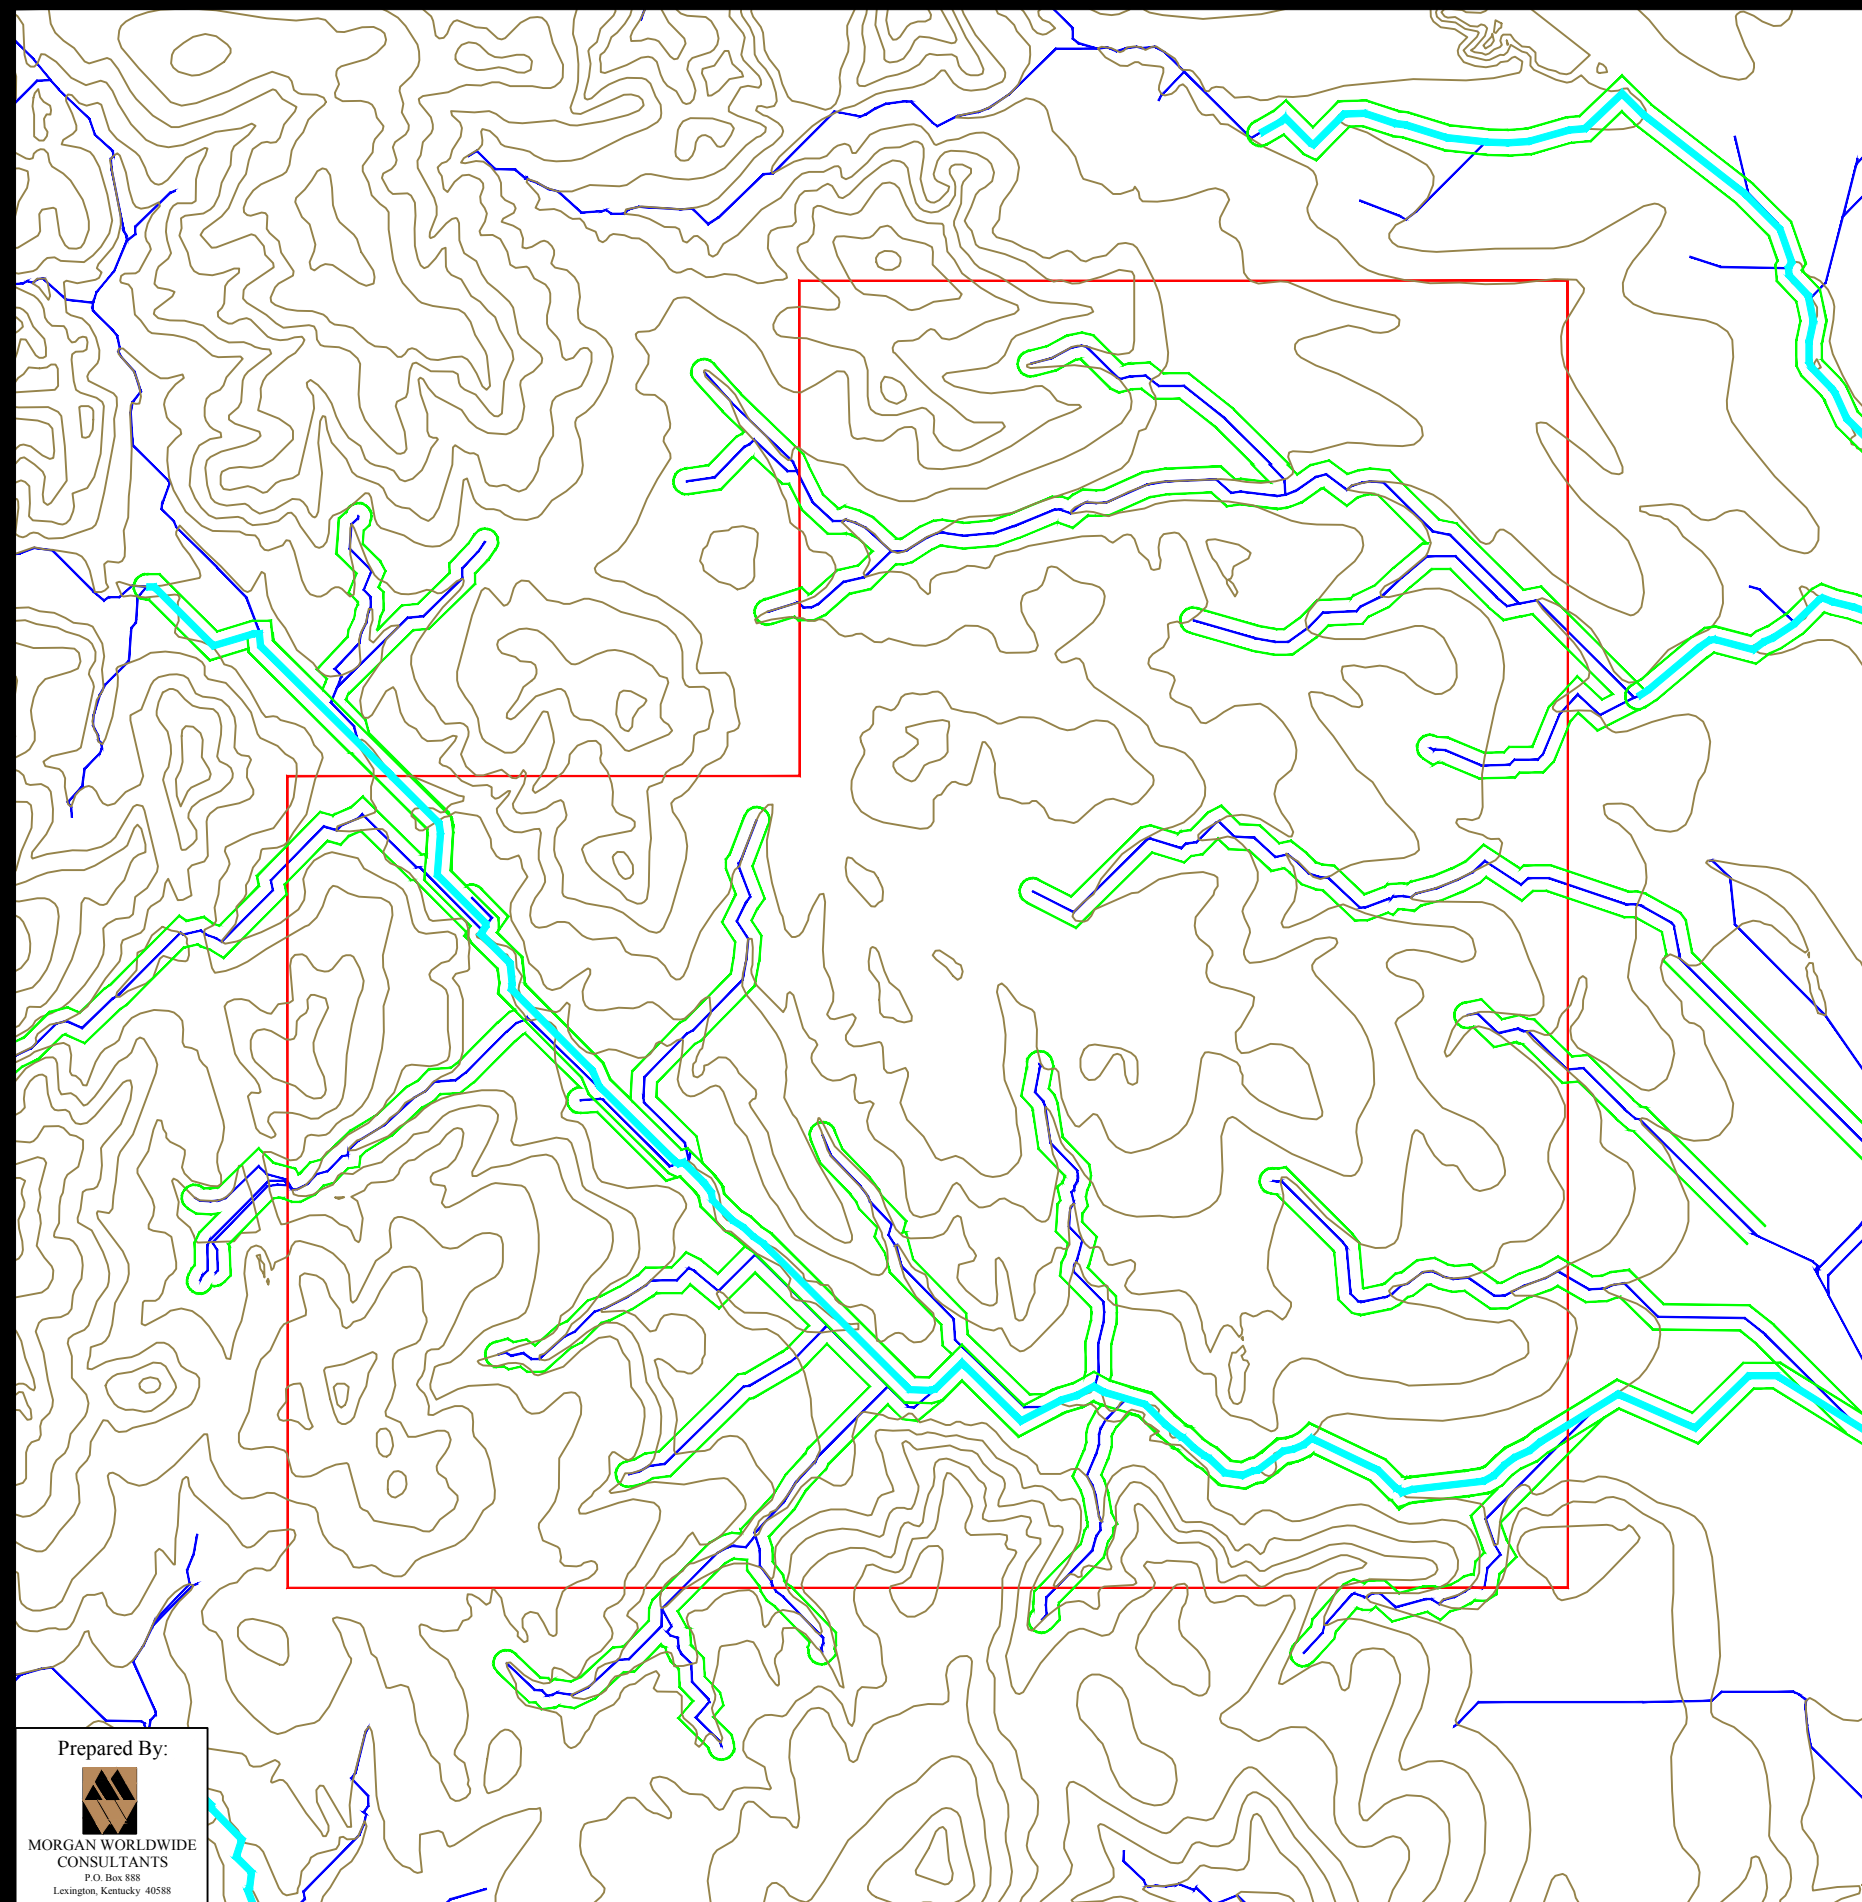 Prepared By:
MORGAN WORLDWIDE
CONSULTANTS
P.O. Box 888
Lexington, Kentucky 40588